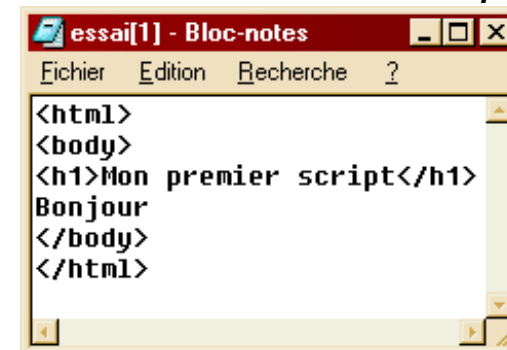 essai[1] - Bloc-notes
Fichier Edition Recherche ?
<html>
<body>
<h1>Mon premier script</h1>
Bonjour
</body>
</html>